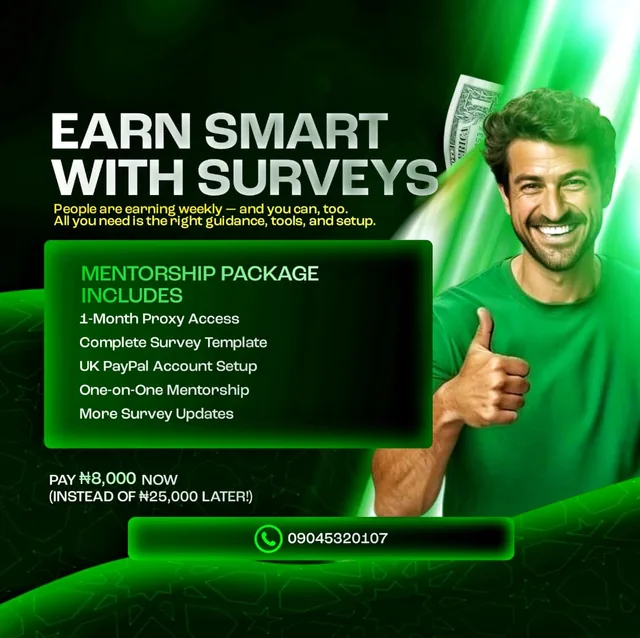 EARN SMART
WITH SURVEYS
People are earning weekly — and you can, too.
All you need is the right guidance, tools, and setup.
MENTORSHIP PACKAGE
INCLUDES
1-Month Proxy Access
Complete Survey Template
UK PayPal Account Setup
One-on-One Mentorship
More Survey Updates
PAY ₦8,000 NOW
(INSTEAD OF ₦25,000 LATER!)
09045320107